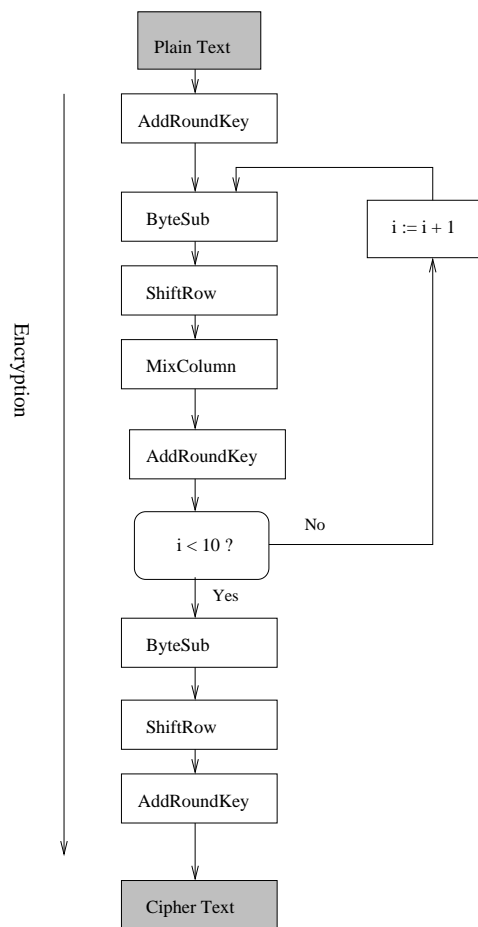 Plain Text
AddRoundKey
ByteSub
i := i + 1
ShiftRow
Encryption
MixColumn
AddRoundKey
No
i < 10 ?
Yes
ByteSub
ShiftRow
AddRoundKey
Cipher Text